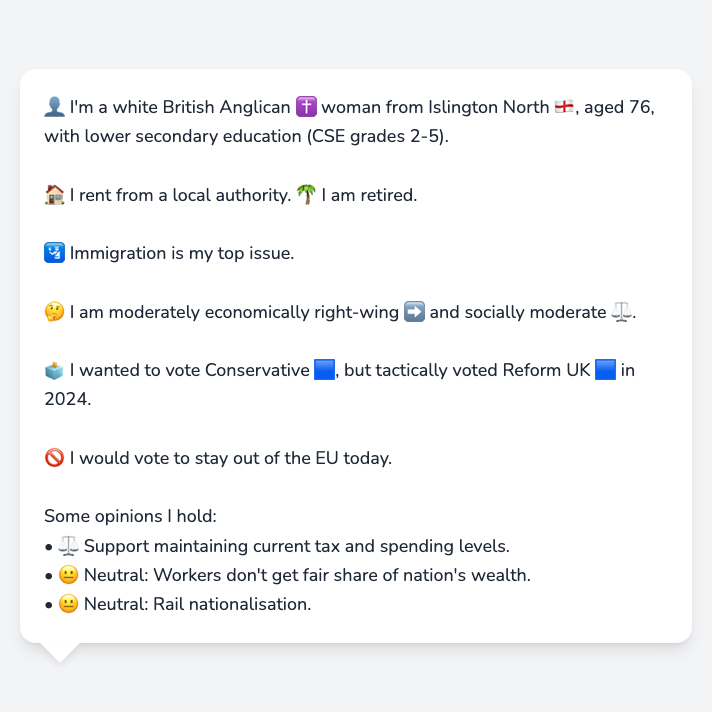 👤 I'm a white British Anglican ✝️ woman from Islington North 🏴󠁧󠁢󠁥󠁮󠁧󠁿, aged 76,
with lower secondary education (CSE grades 2-5).
🏠 I rent from a local authority. 🌴 I am retired.
🛂 Immigration is my top issue.
🤔 I am moderately economically right-wing ➡️ and socially moderate ⚖️.
🗳️ I wanted to vote Conservative 🟦, but tactically voted Reform UK 🟦 in
2024.
🚫 I would vote to stay out of the EU today.
Some opinions I hold:
• ⚖️ Support maintaining current tax and spending levels.
• 😐 Neutral: Workers don't get fair share of nation's wealth.
• 😐 Neutral: Rail nationalisation.